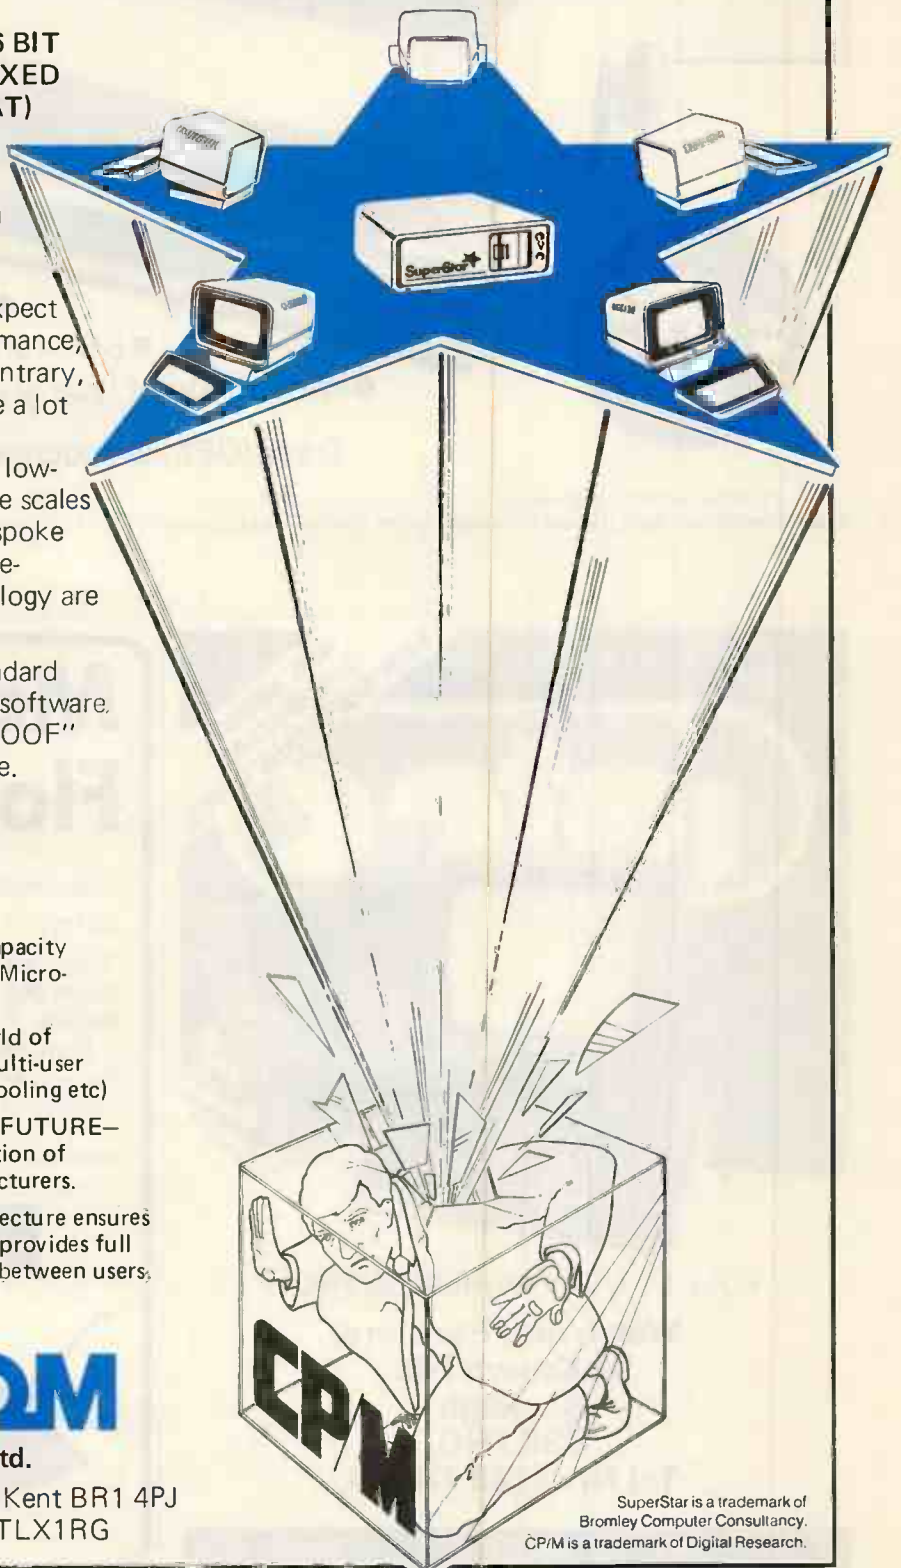 BIT
XED
AT)
SuperStar
xpect
mance,
ntrary,
e a lot
low-
e scales
spoke
e-
logy are
ndard
software,
OOF"
e.
pacity
Micro-
ld of
ulti-user
ooling etc)
FUTURE—
tion of
cturers.
ecture ensures
provides full
between users.
OM
td.
Kent BR1 4PJ
TLX1RG
CP/M
SuperStar is a trademark of
Bromley Computer Consultancy.
CP/M is a trademark of Digital Research.